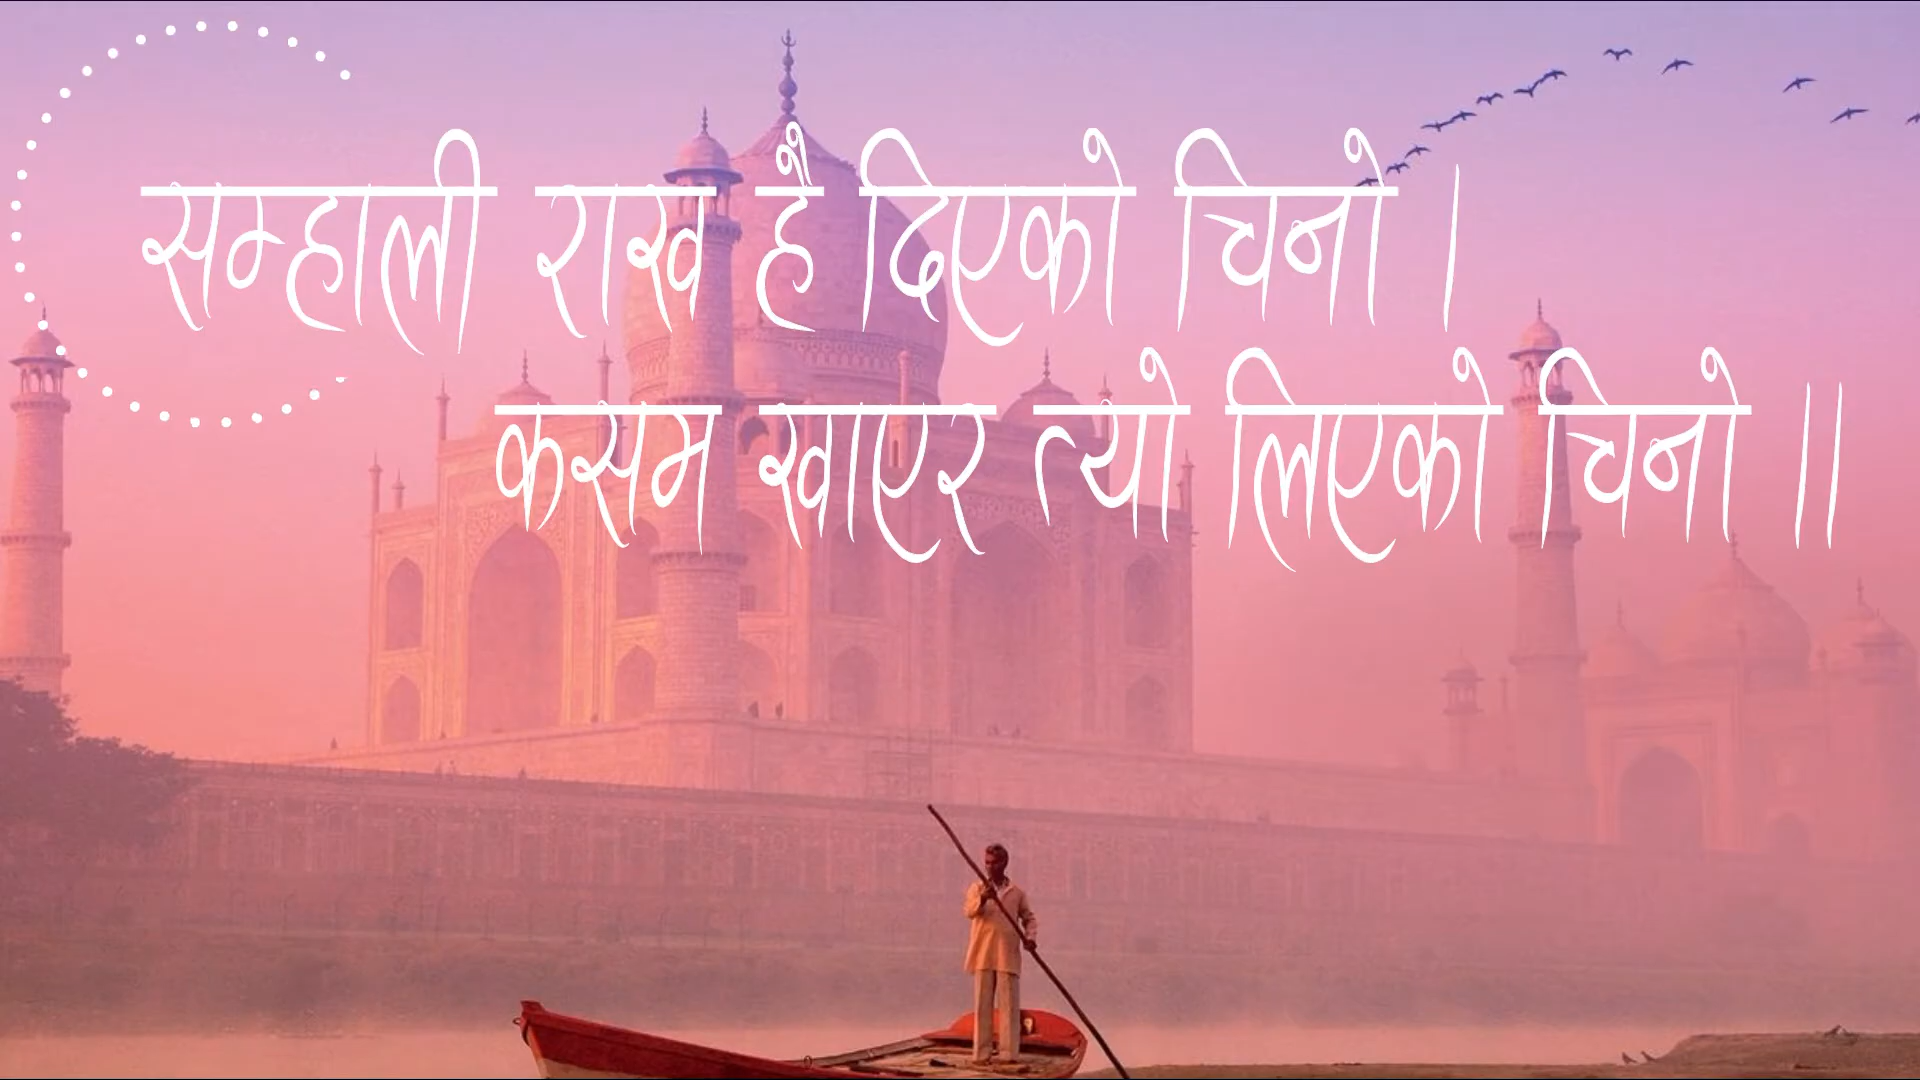 सम्हाली राख है दिएको चिनो ।
कसम खाएर त्यो लिएको चिनो ।।